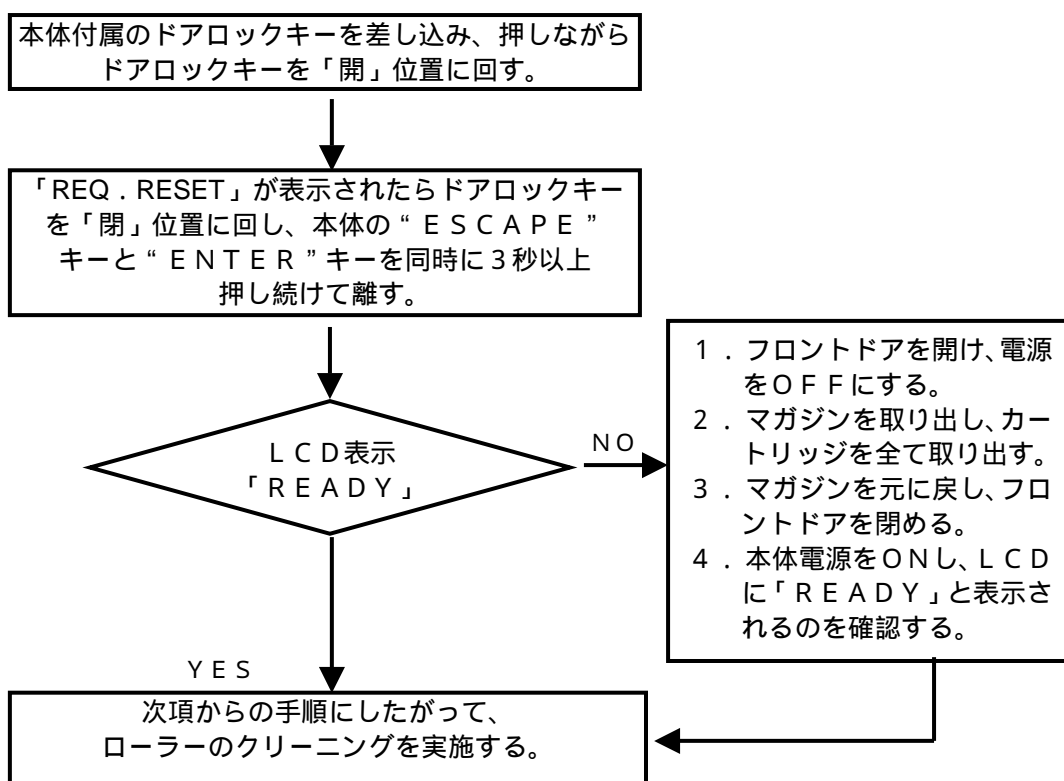 本体付属のドアロックキーを差し込み、押しながら
ドアロックキーを「開」位置に回す。
「REQ．RESET」が表示されたらドアロックキー
を「閉」位置に回し、本体の“ＥＳＣＡＰＥ”
キーと“ＥＮＴＥＲ”キーを同時に３秒以上
押し続けて離す。
ＬＣＤ表示
「ＲＥＡＤＹ」
ＮＯ
１．フロントドアを開け、電源
をＯＦＦにする。
２．マガジンを取り出し、カー
トリッジを全て取り出す。
３．マガジンを元に戻し、フロ
ントドアを閉める。
４．本体電源をＯＮし、ＬＣＤ
に「ＲＥＡＤＹ」と表示さ
れるのを確認する。
ＹＥＳ
次項からの手順にしたがって、
ローラーのクリーニングを実施する。